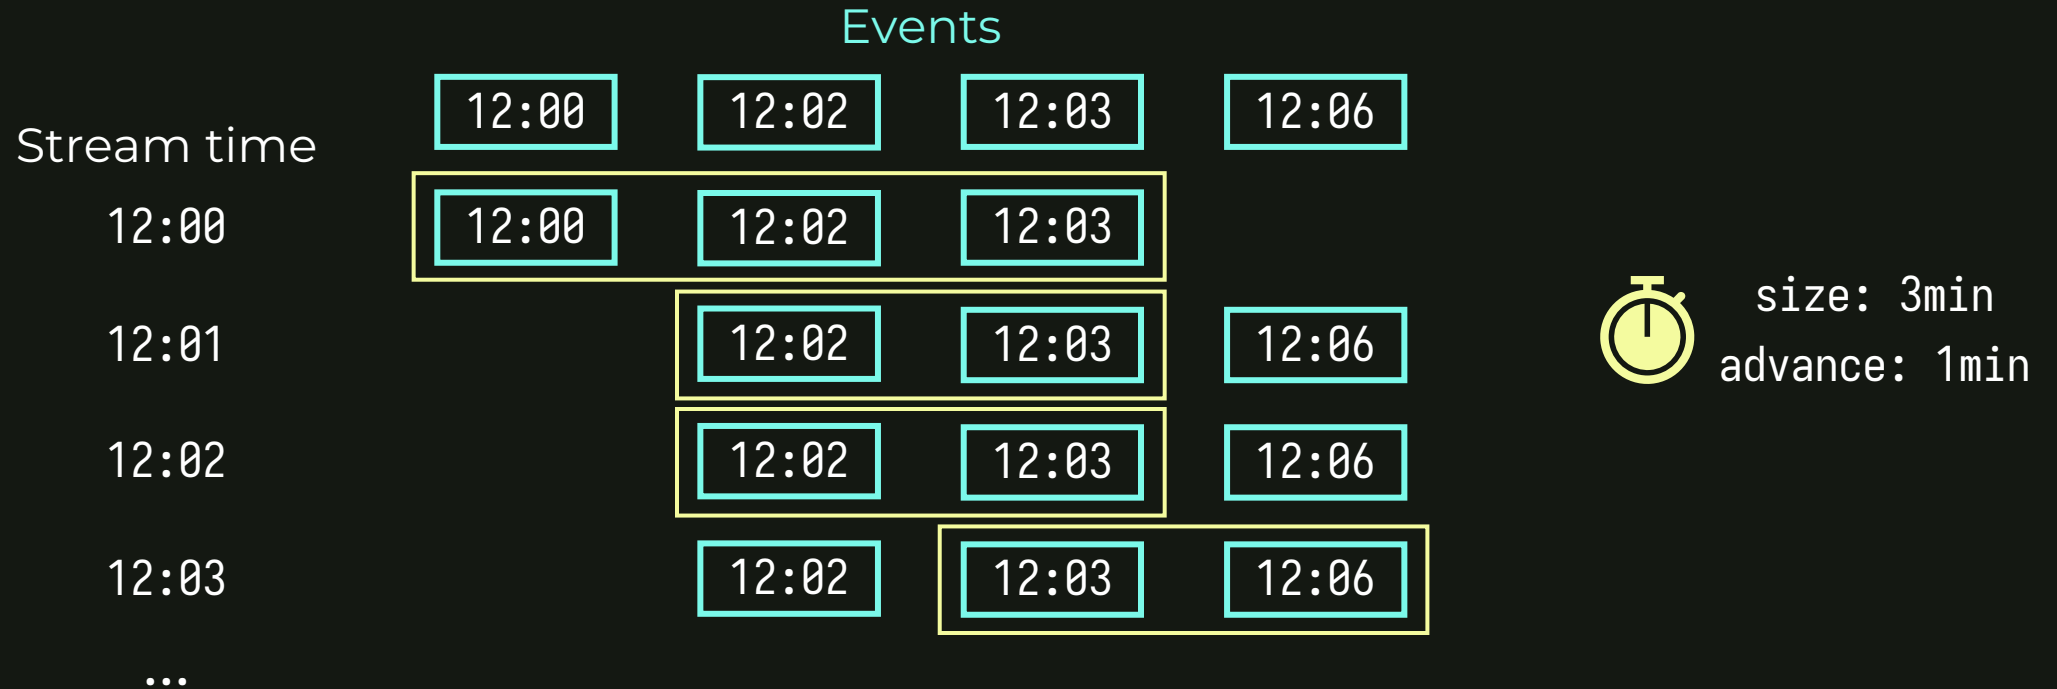 Events
12:00 12:02 12:03 12:06
Stream time
12:00 12:00 12:02 12:03
12:01 12:02 12:03 12:06
12:02 12:02 12:03 12:06
12:03 12:02 12:03 12:06
...
size: 3min
advance: 1min